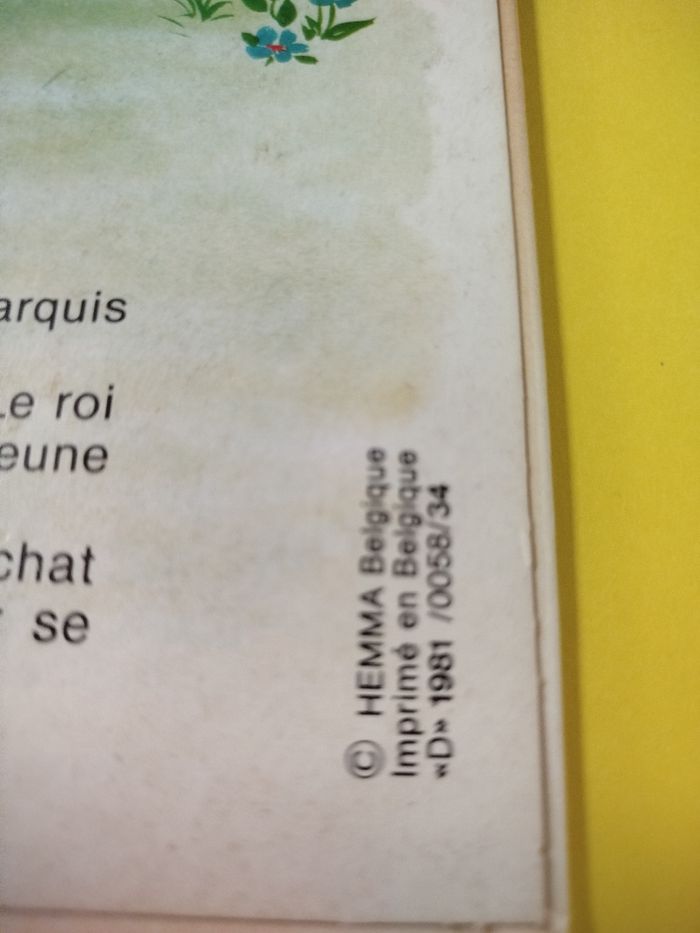 arquis
Le roi
eune
chat
se
© HEMMA Belgique
Imprimé en Belgique
«D» 1981 /0058/34